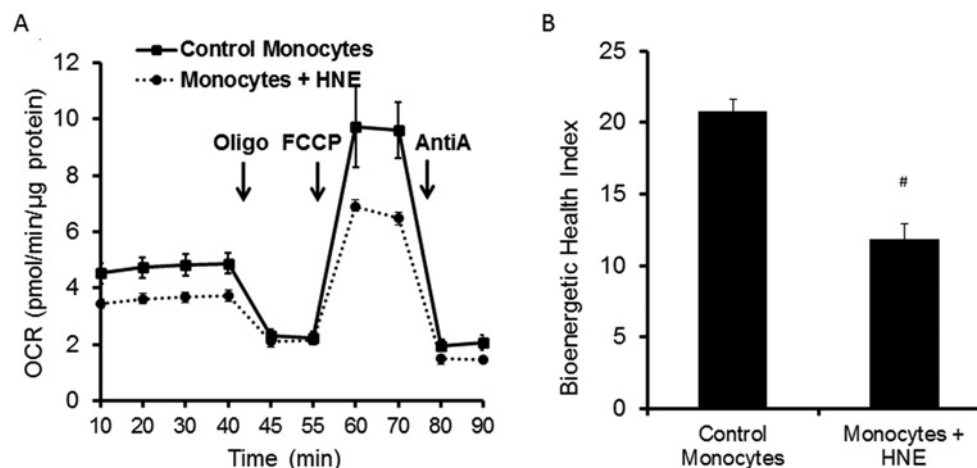 A
Control Monocytes
Monocytes + HNE
Oligo FCCP AntiA
OCR (pmol/min/µg protein)
12
10
8
6
4
2
0
10 20 30 40 45 55 60 70 80 90
Time (min)
B
Bioenergetic Health Index
25
20
15
10
5
0
#
Control
Monocytes
Monocytes +
HNE